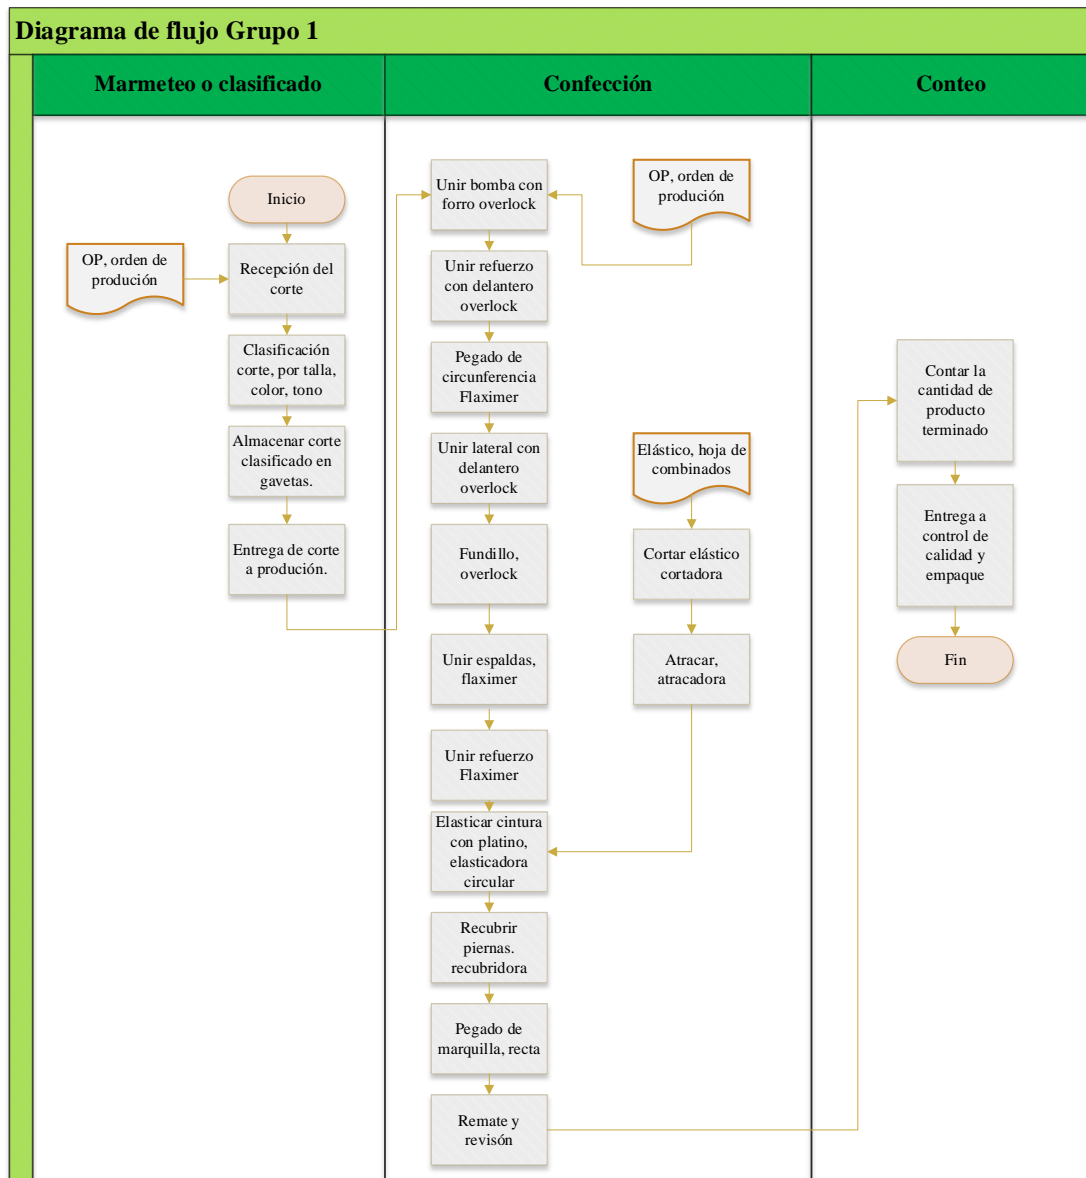 Diagrama de flujo Grupo 1
Marmeteo o clasificado
Confección
Conteo
Inicio
OP, orden de
produción
Recepción del
corte
Clasificación
corte, por talla,
color, tono
Almacenar corte
clasificado en
gavetas.
Entrega de corte
a produción.
Unir bomba con
forro overlock
OP, orden de
produción
Unir refuerzo
con delantero
overlock
Pegado de
circunferencia
Flaximer
Unir lateral con
delantero
overlock
Elástico, hoja de
combinados
Fundillo,
overlock
Cortar elástico
cortadora
Unir espaldas,
flaximer
Atracar,
atracadora
Unir refuerzo
Flaximer
Elasticar cintura
con platino,
elasticadora
circular
Recubrir
piernas.
recubridora
Pegado de
marquilla, recta
Remate y
revisón
Contar la
cantidad de
producto
terminado
Entrega a
control de
calidad y
empaque
Fin